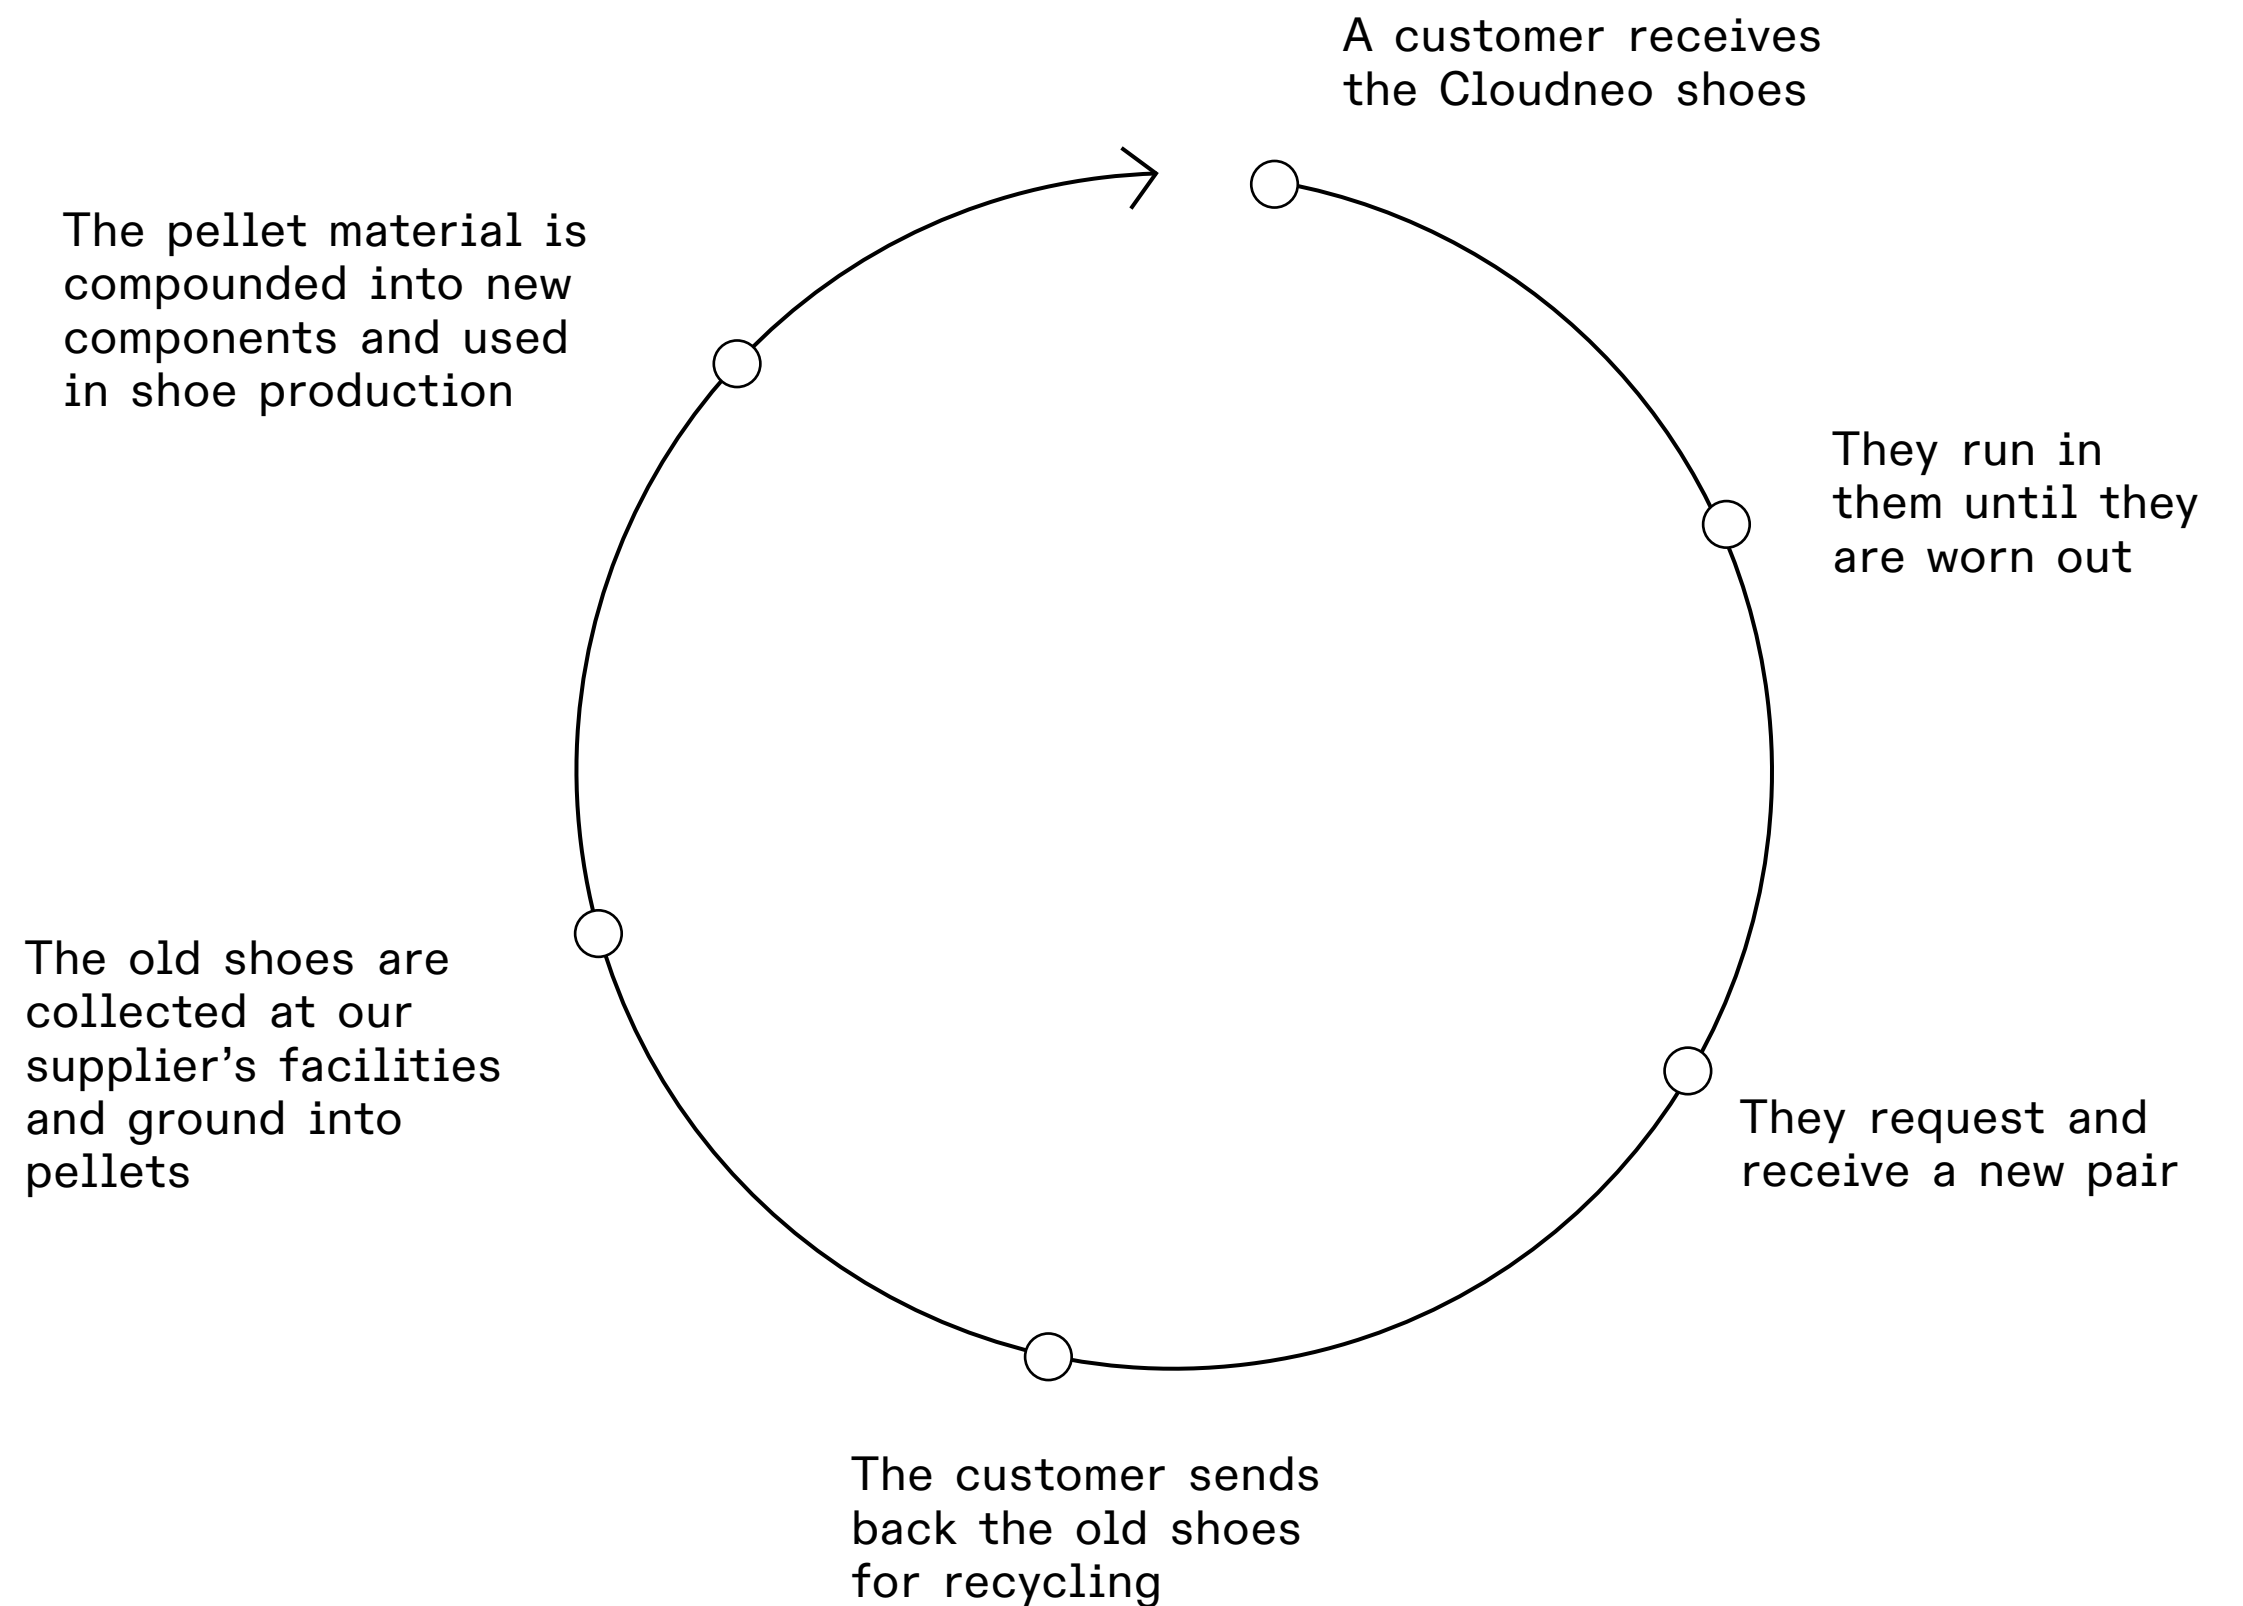 A customer receives
the Cloudneo shoes
They run in
them until they
are worn out
They request and
receive a new pair
The customer sends
back the old shoes
for recycling
The old shoes are
collected at our
supplier’s facilities
and ground into
pellets
The pellet material is
compounded into new
components and used
in shoe production